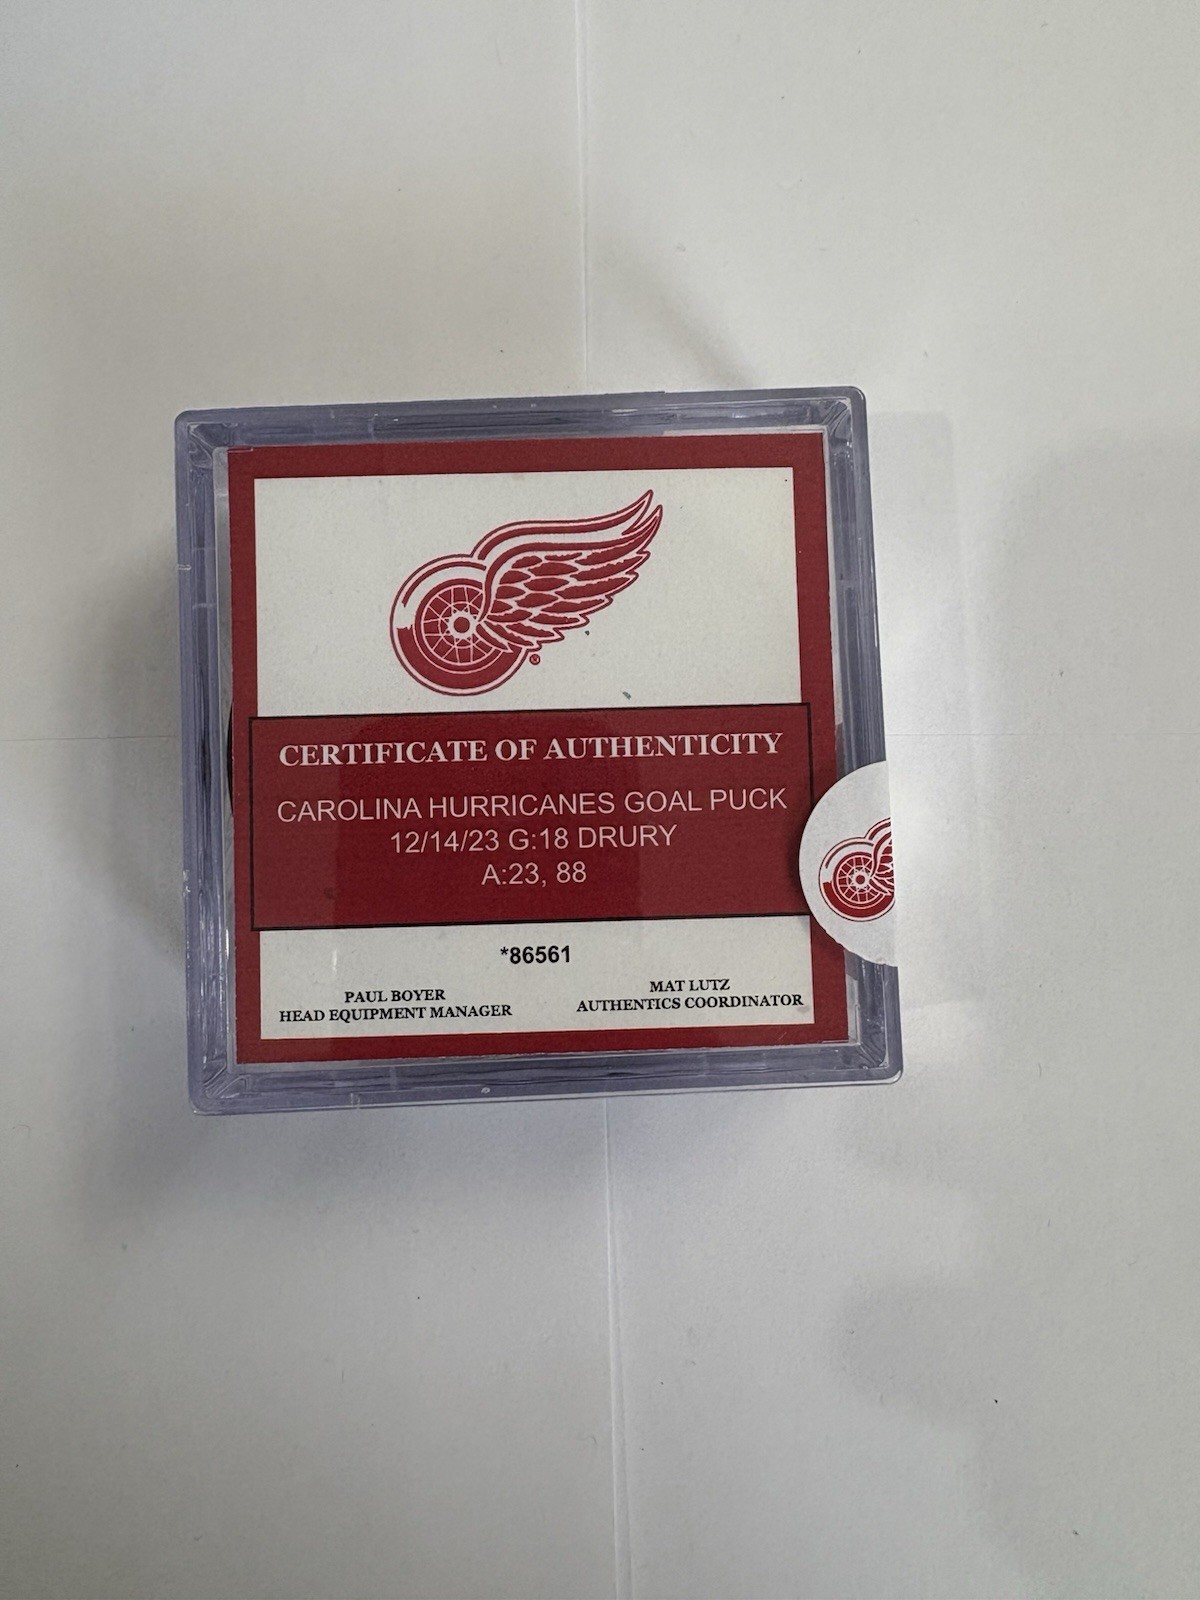 CERTIFICATE OF AUTHENTICITY
CAROLINA HURRICANES GOAL PUCK
12/14/23 G:18 DRURY
A:23, 88
*86561
PAUL BOYER
HEAD EQUIPMENT MANAGER
MAT LUTZ
AUTHENTICS COORDINATOR